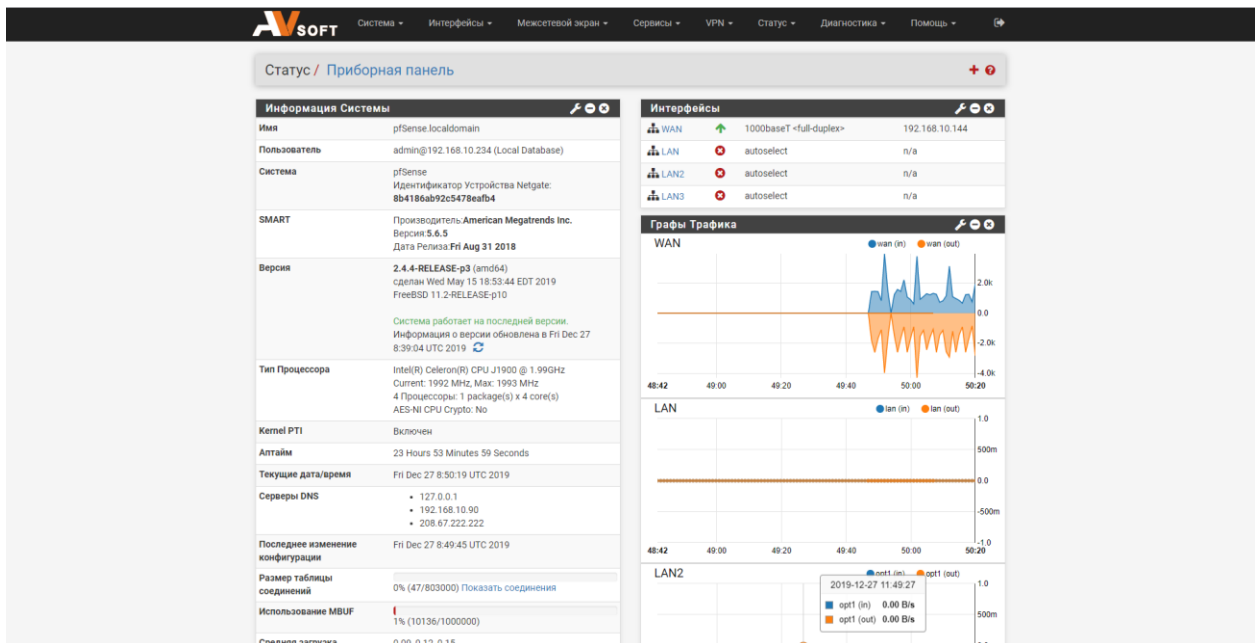 AVSOFT
Система Интерфейсы Межсетевой экран Сервисы VPN Статус Диагностика Помощь
Статус / Приборная панель
Информация Системы
Имя pfSense.localdomain
Пользователь admin@192.168.10.234 (Local Database)
Система pfSense
Идентификатор Устройства Netgate:
8b4186ab92c5478eafb4
SMART Производитель:American Megatrends Inc.
Версия:5.6.5
Дата Релиза:Fri Aug 31 2018
Версия 2.4.4-RELEASE-p3 (amd64)
сделан Wed May 15 18:53:44 EDT 2019
FreeBSD 11.2-RELEASE-p10
Система работает на последней версии.
Информация о версии обновлена в Fri Dec 27
8:39:04 UTC 2019
Тип Процессора Intel(R) Celeron(R) CPU J1900 @ 1.99GHz
Current: 1992 MHz, Max: 1993 MHz
4 Процессоры: 1 package(s) x 4 core(s)
AES-NI CPU Crypto: No
Kernel PTI Включен
Аптайм 23 Hours 53 Minutes 59 Seconds
Текущие дата/время Fri Dec 27 8:50:19 UTC 2019
Серверы DNS • 127.0.0.1
• 192.168.10.90
• 208.67.222.222
Последнее изменение Fri Dec 27 8:49:45 UTC 2019
конфигурации
Размер таблицы
соединений 0% (47/803000) Показать соединения
Использование MBUF
1% (10136/1000000)
Средняя загрузка 0.09, 0.12, 0.15
Интерфейсы
WAN 1000baseT <full-duplex> 192.168.10.144
LAN autoselect n/a
LAN2 autoselect n/a
LAN3 autoselect n/a
Графы Трафика
WAN wan (in) wan (out)
2.0k
0.0
-2.0k
-4.0k
48:42 49:00 49:20 49:40 50:00 50:20
LAN lan (in) lan (out)
1.0
500m
0.0
-500m
-1.0
48:42 49:00 49:20 49:40 50:00 50:20
LAN2 opt1 (in) opt1 (out)
1.0
2019-12-27 11:49:27
opt1 (in) 0.00 B/s
opt1 (out) 0.00 B/s
500m